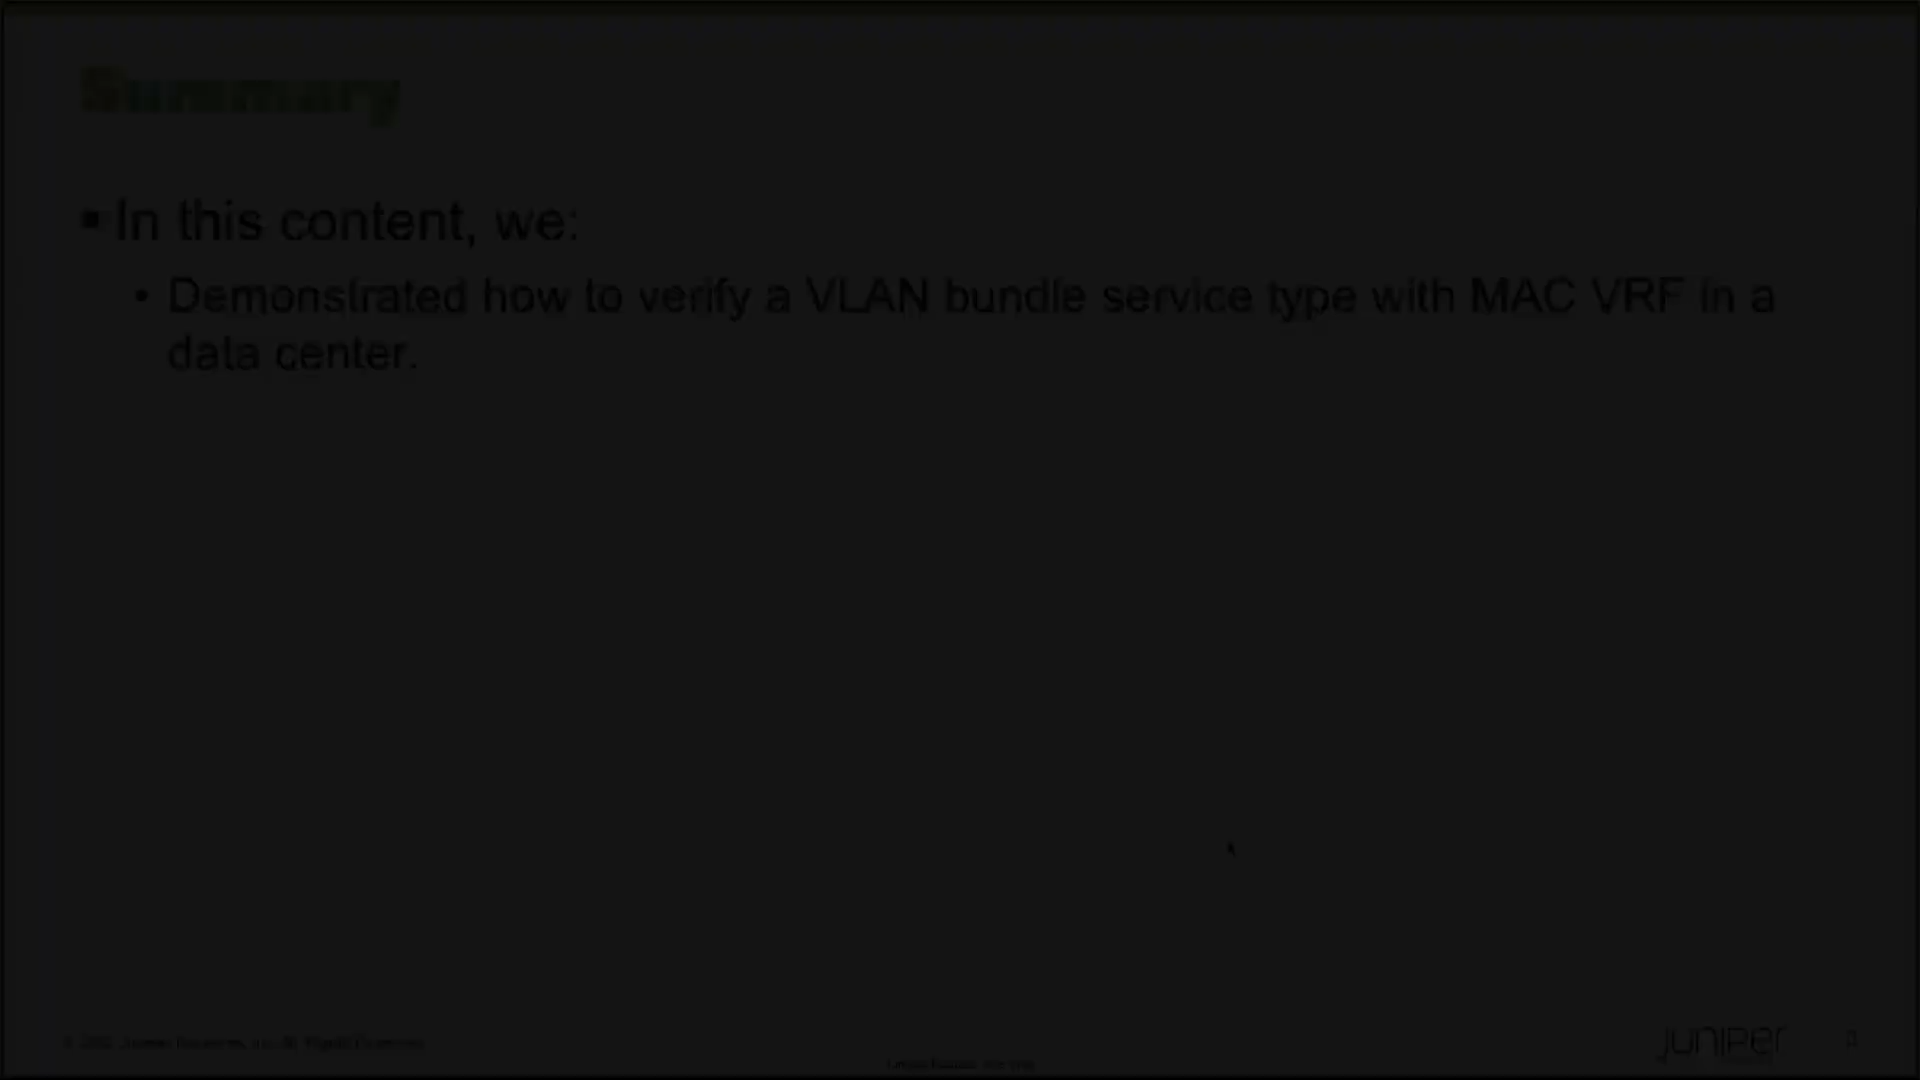 Summary
▪ In this content, we:
• Demonstrated how to verify a VLAN bundle service type with MAC VRF in a
data center.
Juniper